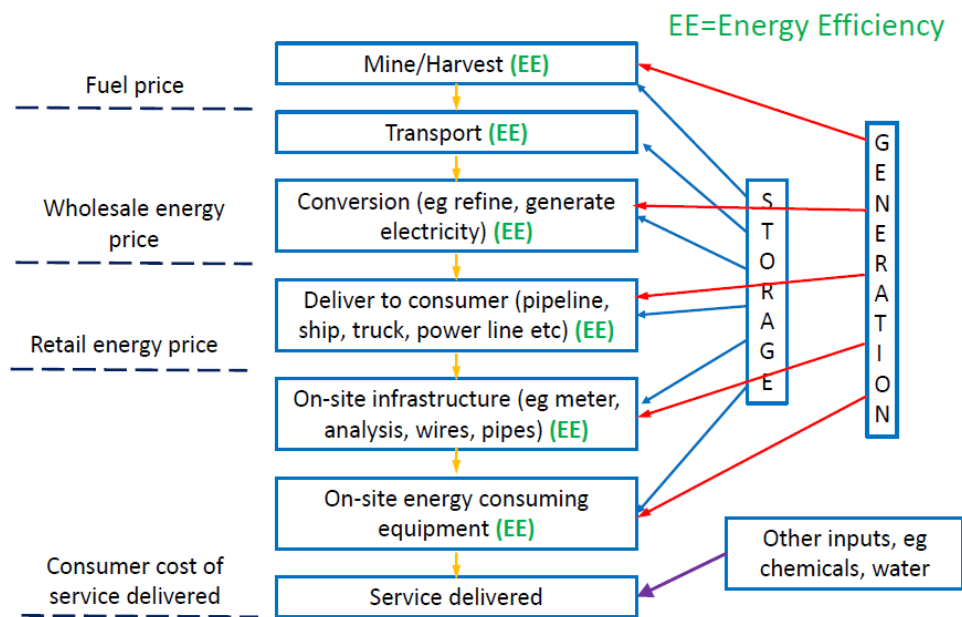 EE=Energy Efficiency
Mine/Harvest (EE)
Fuel price
Transport (EE)
Wholesale energy
price
Conversion (eg refine, generate
electricity) (EE)
Deliver to consumer (pipeline,
ship, truck, power line etc) (EE)
Retail energy price
On-site infrastructure (eg meter,
analysis, wires, pipes) (EE)
On-site energy consuming
equipment (EE)
Consumer cost of
service delivered
Service delivered
STORAGE
GENERATION
Other inputs, eg
chemicals, water